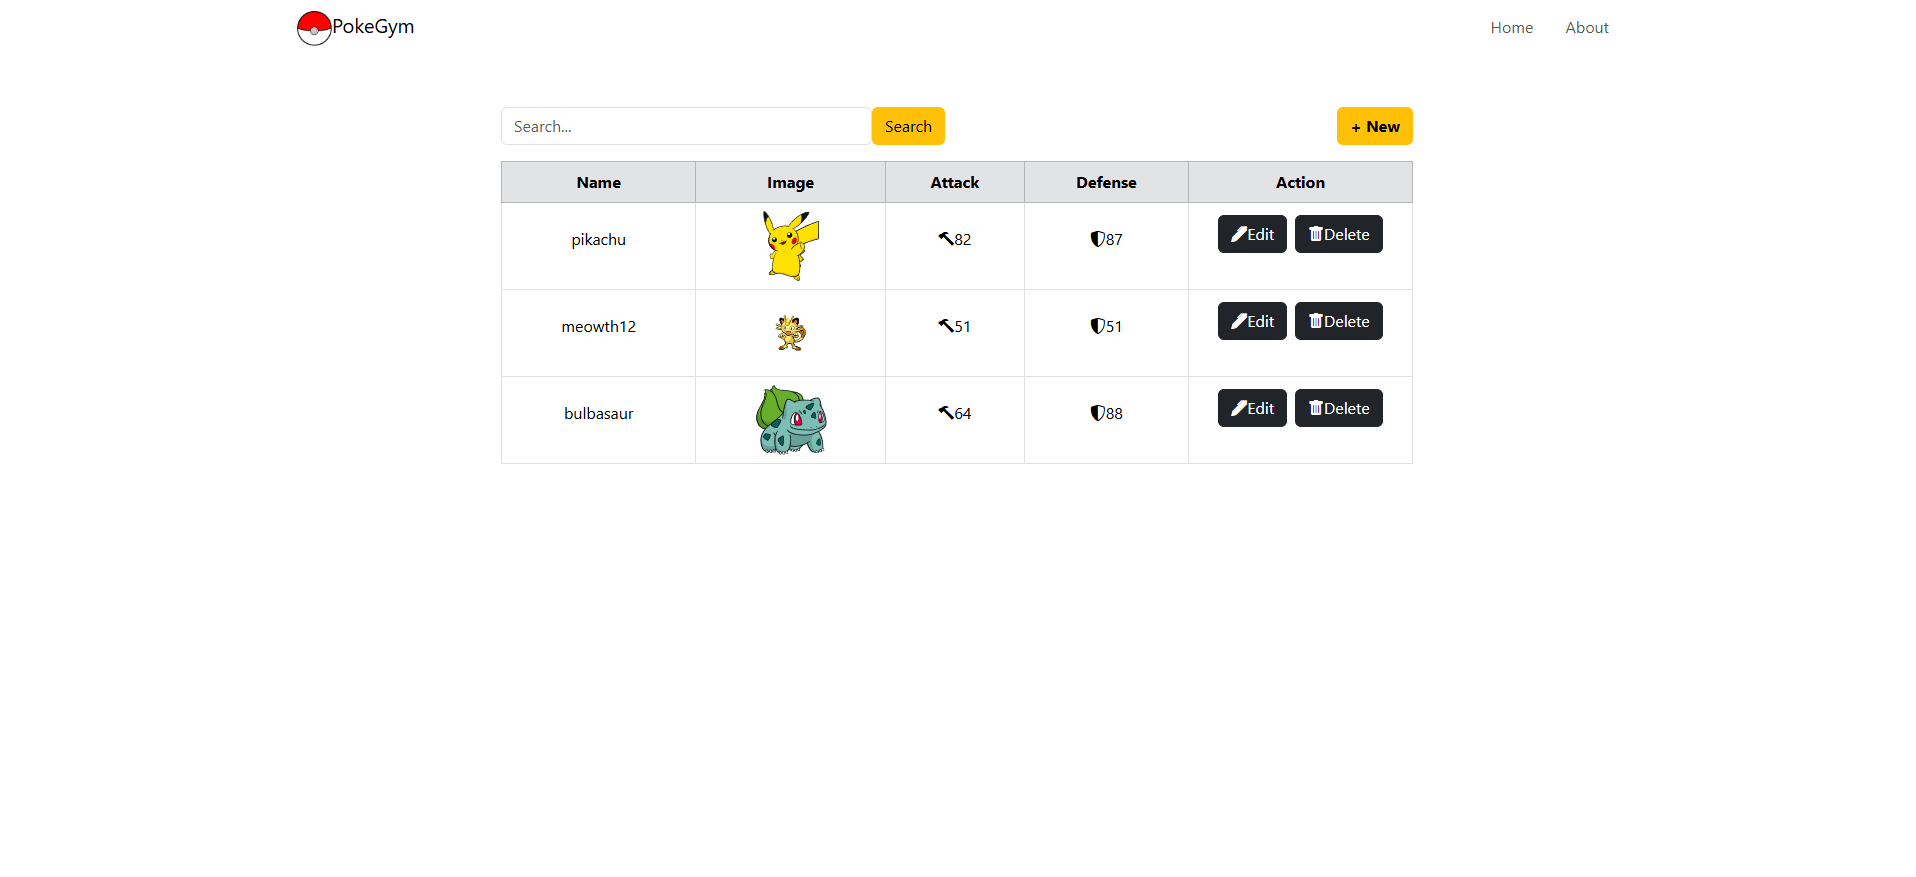 PokeGym Home About
Search... Search + New
Name Image Attack Defense Action
pikachu 82 87 Edit Delete
meowth12 51 51 Edit Delete
bulbasaur 64 88 Edit Delete